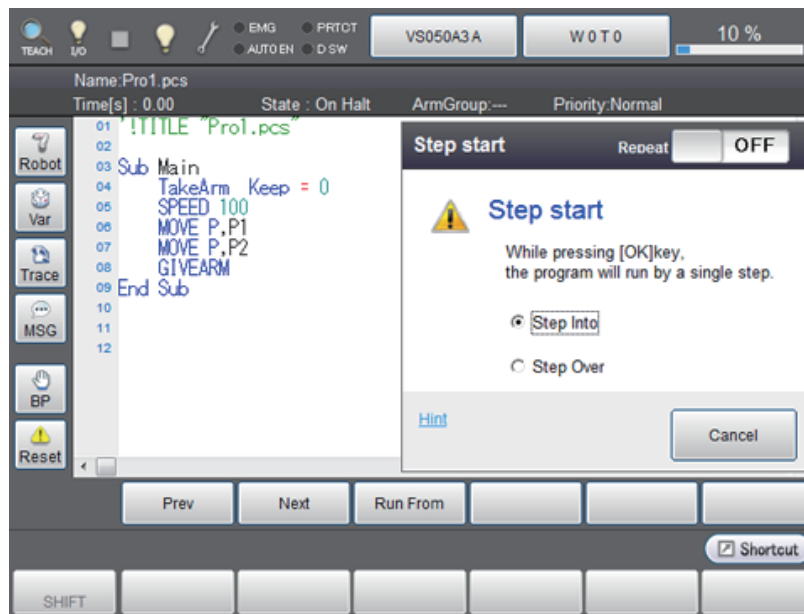 TEACH
I/O
EMG
PRTCT
AUTO EN
D SW
VS050A3 A
W 0 T 0
10 %
Name:Pro1.pcs
Time[s] : 0.00 State : On Halt ArmGroup:--- Priority:Normal
Robot
Var
Trace
MSG
BP
Reset
01 '!TITLE "Pro1.pcs"
02
03 Sub Main
04 TakeArm Keep = 0
05 SPEED 100
06 MOVE P,P1
07 MOVE P,P2
08 GIVEARM
09 End Sub
10
11
12
Step start
Repeat
OFF
Step start
While pressing [OK]key,
the program will run by a single step.
Step Into
Step Over
Hint
Cancel
Prev
Next
Run From
Shortcut
SHIFT